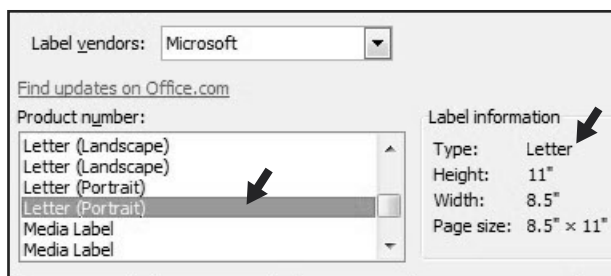 Label vendors: Microsoft
Find updates on Office.com
Product number:
Letter (Landscape)
Letter (Landscape)
Letter (Portrait)
Letter (Portrait)
Media Label
Media Label
Label information
Type: Letter
Height: 11"
Width: 8.5"
Page size: 8.5" × 11"